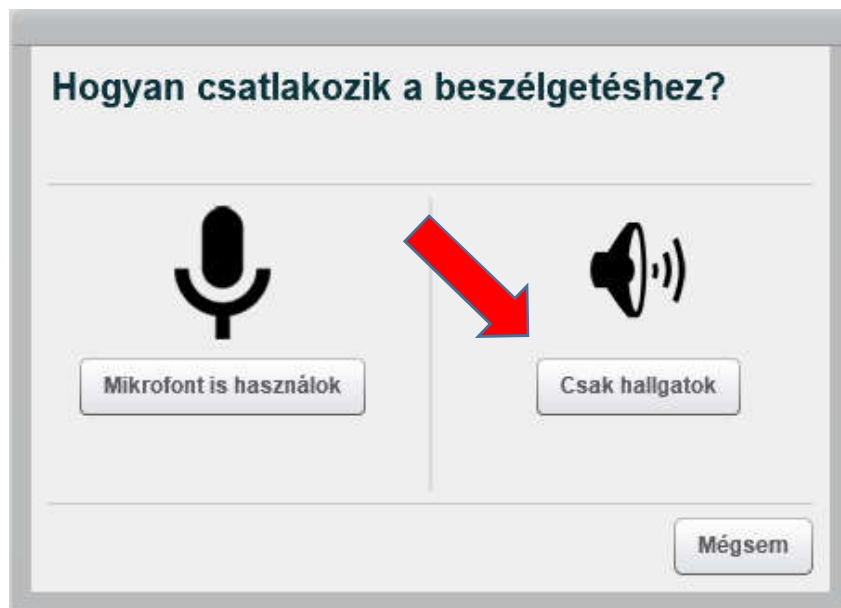 Hogyan csatlakozik a beszélgetéshez?
Mikrofont is használok
Csak hallgatok
Mégsem